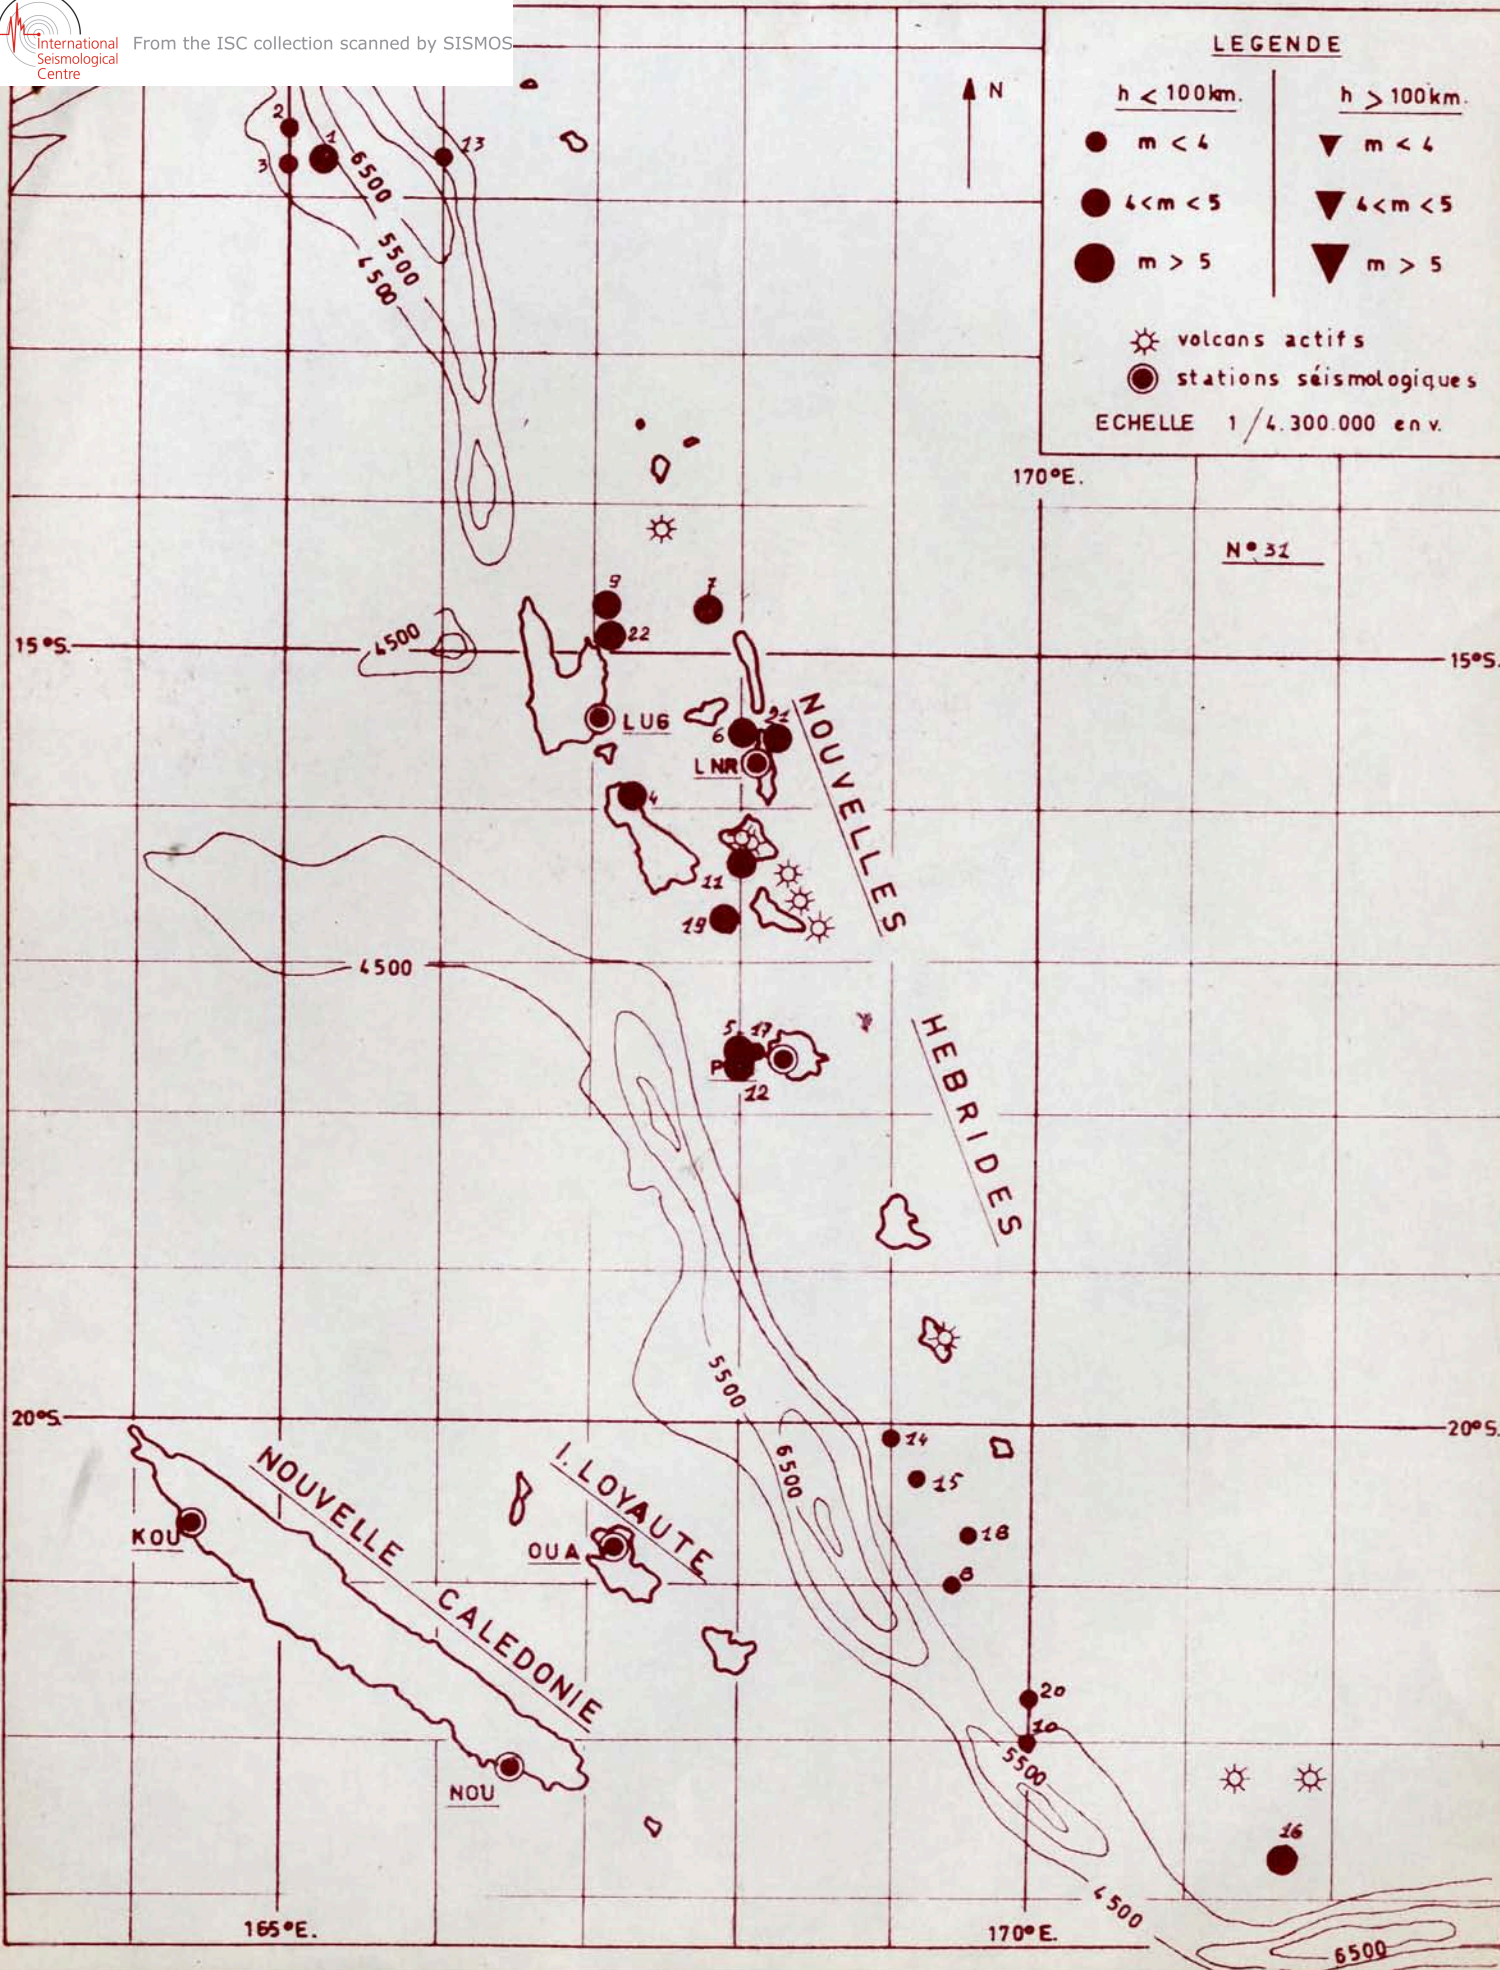 International
Seismological
Centre
From the ISC collection scanned by SISMOS
LEGENDE
h < 100km.
h > 100km.
m < 4
m < 4
4<m < 5
4<m < 5
m > 5
m > 5
volcans actifs
stations séismologiques
ECHELLE 1/4.300.000 env.
N
2
1
3
13
6500
5500
4500
170°E.
N° 31
9
7
22
15°S.
4500
15°S.
LUG
6
21
LNR
4
NOUVELLES
11
19
4500
5
17
P
12
HEBRIDES
5500
20°S.
20°S.
14
6500
15
NOUVELLE
I. LOYAUTE
KOU
OUA
18
8
CALEDONIE
20
10
5500
NOU
16
4500
165°E.
170°E.
6500